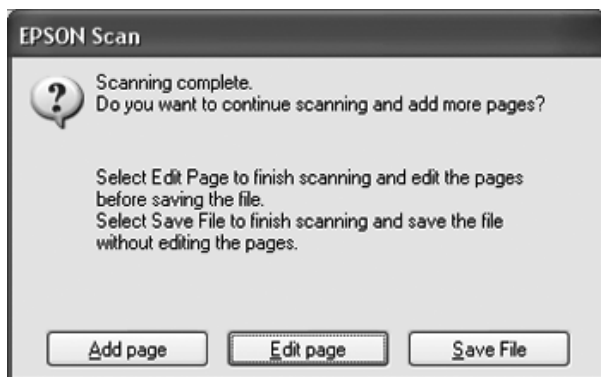 EPSON Scan
Scanning complete.
Do you want to continue scanning and add more pages?
Select Edit Page to finish scanning and edit the pages
before saving the file.
Select Save File to finish scanning and save the file
without editing the pages.
Add page Edit page Save File